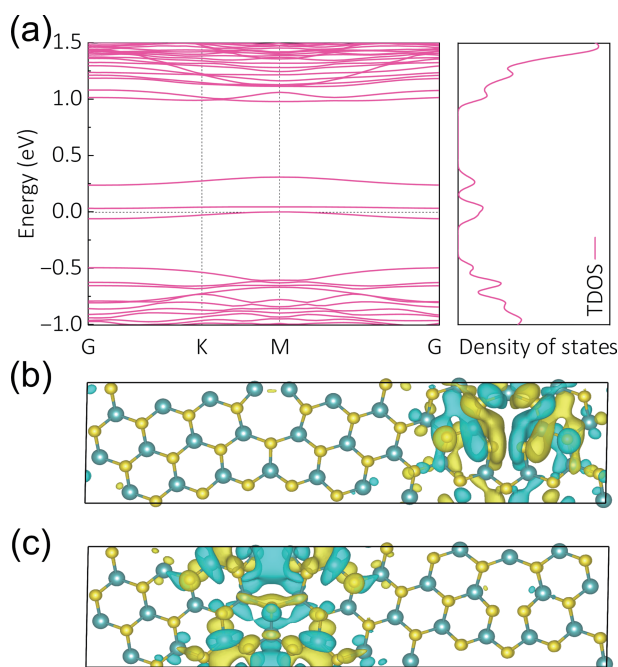 (a)
1.5
1.0
0.5
0.0
−0.5
−1.0
Energy (eV)
G K M G
TDOS
Density of states
(b)
(c)